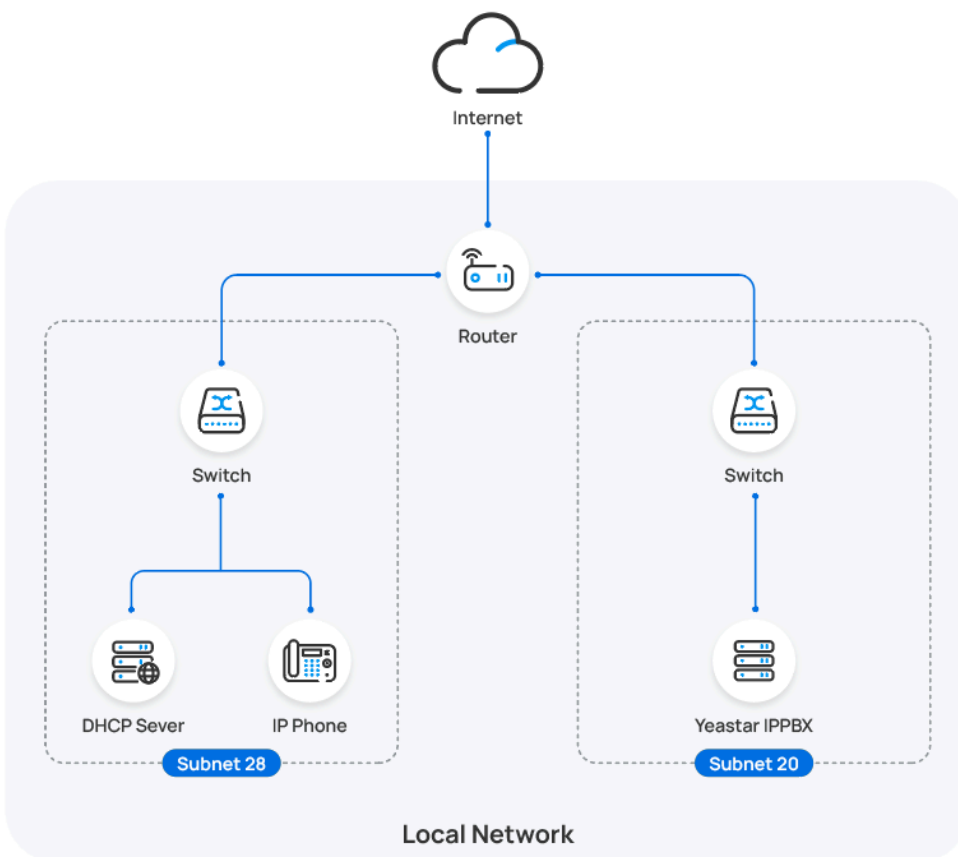 Internet
Router
Switch
Switch
DHCP Sever
IP Phone
Yeastar IPPBX
Subnet 28
Subnet 20
Local Network